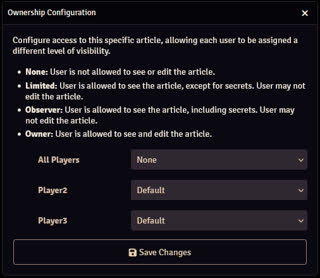 Ownership Configuration
Configure access to this specific article, allowing each user to be assigned a
different level of visibility.
None: User is not allowed to see or edit the article.
Limited: User is allowed to see the article, except for secrets. User may not
edit the article.
Observer: User is allowed to see the article, including secrets. User may
not edit the article.
Owner: User is allowed to see and edit the article.
All Players None
Player2 Default
Player3 Default
Save Changes